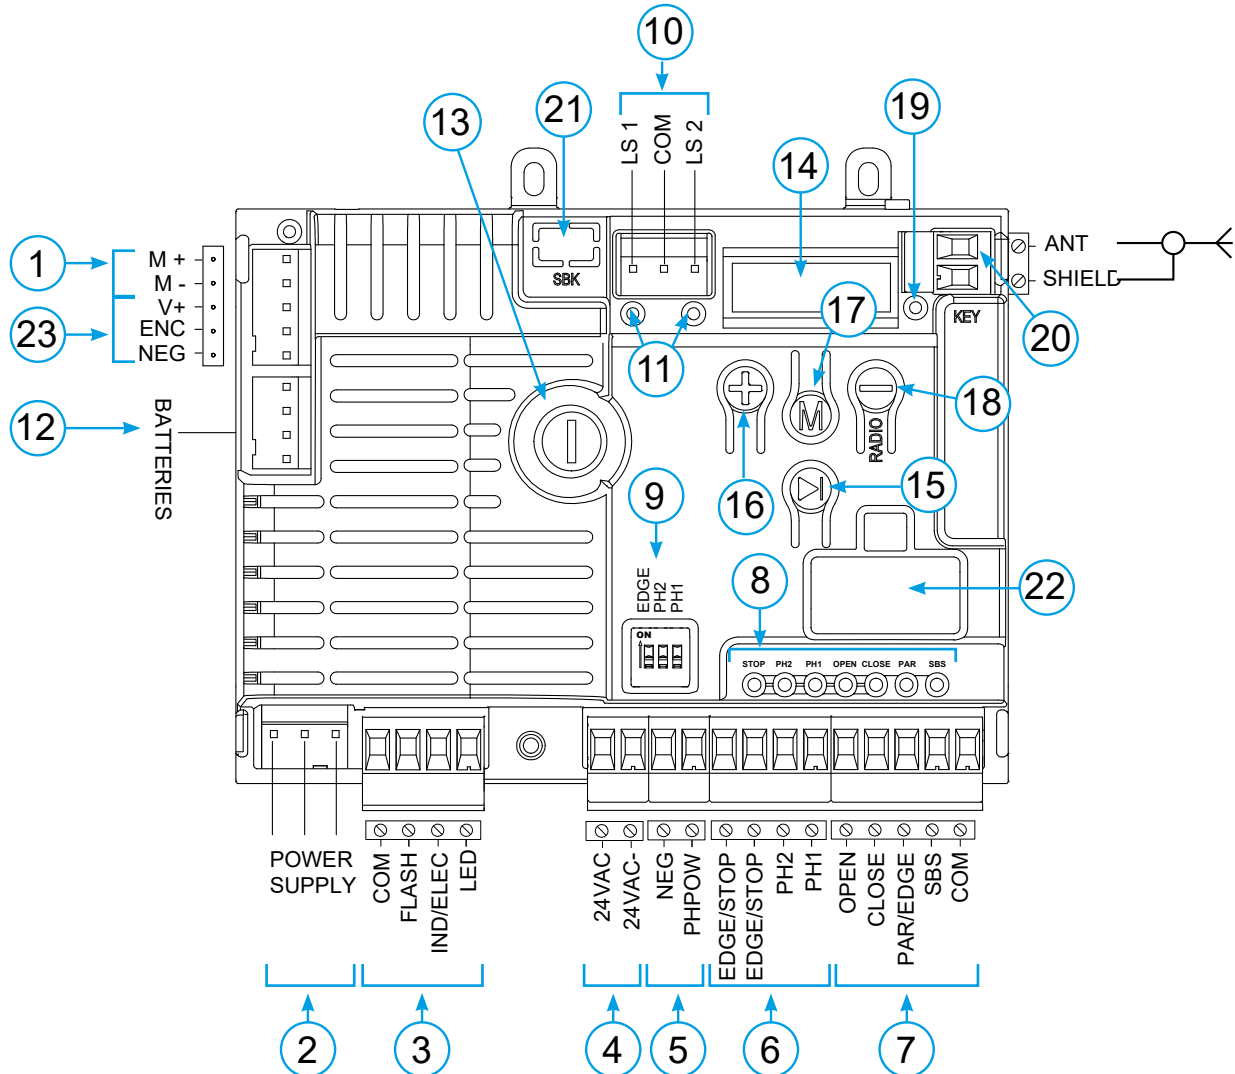 10
21
19
13
LS 1
COM
LS 2
14
1
M +
M -
V+
ENC
NEG
23
SBK
17
ANT
SHIELD
KEY
20
11
12
BATTERIES
M
18
RADIO
16
15
9
EDGE
PH2
PH1
8
22
ON
STOP PH2 PH1 OPEN CLOSE PAR SBS
POWER
SUPPLY
COM
FLASH
IND/ELEC
LED
24VAC
24VAC-
NEG
PHPOW
EDGE/STOP
EDGE/STOP
PH2
PH1
OPEN
CLOSE
PAR/EDGE
SBS
COM
2
3
4
5
6
7